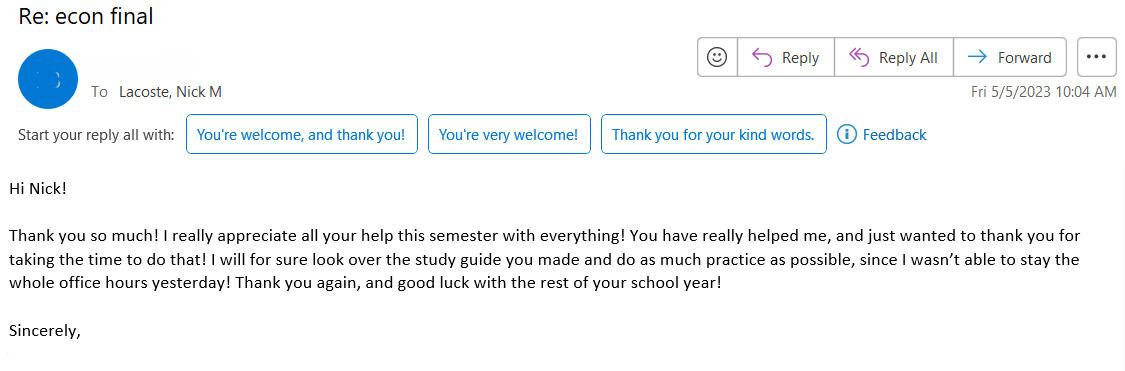 Re: econ final
Reply Reply All Forward
To Lacoste, Nick M
Fri 5/5/2023 10:04 AM
Start your reply all with: You're welcome, and thank you! You're very welcome! Thank you for your kind words. Feedback
Hi Nick!
Thank you so much! I really appreciate all your help this semester with everything! You have really helped me, and just wanted to thank you for
taking the time to do that! I will for sure look over the study guide you made and do as much practice as possible, since I wasn’t able to stay the
whole office hours yesterday! Thank you again, and good luck with the rest of your school year!
Sincerely,